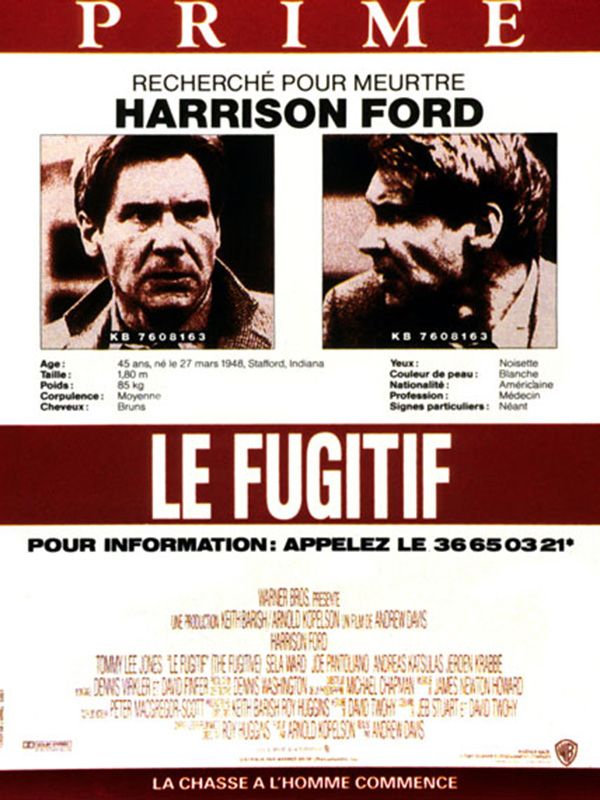 PRIME
RECHERCHÉ POUR MEURTRE
HARRISON FORD
KB 7608163
KB 7608163
Age : 45 ans, né le 27 mars 1948, Stafford, Indiana
Taille : 1,80 m
Poids : 85 kg
Corpulence : Moyenne
Cheveux : Bruns
Yeux : Noisette
Couleur de peau : Blanche
Nationalité : Américaine
Profession : Médecin
Signes particuliers : Néant
LE FUGITIF
POUR INFORMATION : APPELEZ LE 36 65 03 21*
WARNER BROS. PRESENTE
UNE PRODUCTION KEITH BARISH / ARNOLD KOPELSON UN FILM DE ANDREW DAVIS
HARRISON FORD
TOMMY LEE JONES "LE FUGITIF" (THE FUGITIVE) SELA WARD JOE PANTOLIANO ANDREAS KATSULAS JEROEN KRABBE
DENNIS VIRKLER ET DAVID FINFER DENNIS WASHINGTON MICHAEL CHAPMAN JAMES NEWTON HOWARD
PETER MACGREGOR-SCOTT KEITH BARISH ROY HUGGINS DAVID TWOHY JEB STUART ET DAVID TWOHY
ROY HUGGINS ARNOLD KOPELSON ANDREW DAVIS
LA CHASSE A L'HOMME COMMENCE